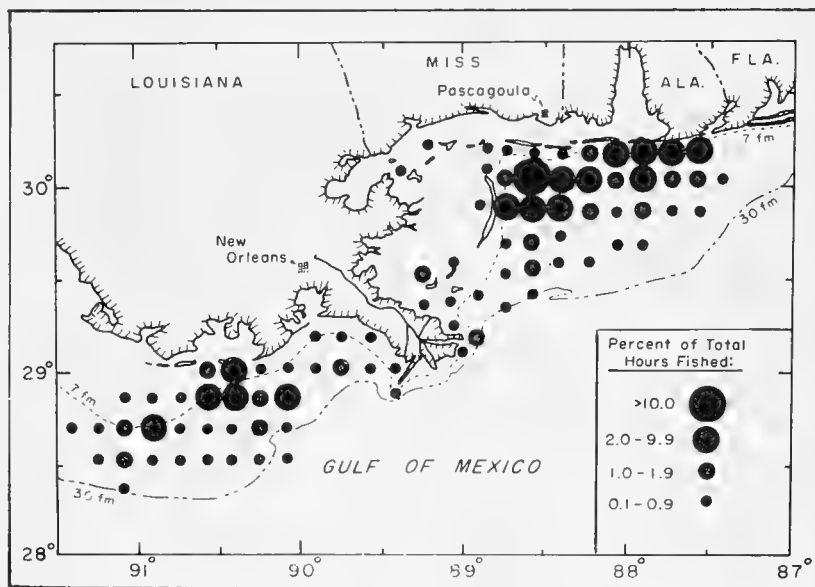 LOUISIANA
MISS
Pascagoula
ALA.
FLA.
7 fm
30°
30 fm
New
Orleans
Percent of Total
Hours Fished:
>10.0
2.0-9.9
1.0-1.9
0.1-0.9
29°
7 fm
30 fm
GULF OF MEXICO
28°
91°
90°
89°
88°
87°